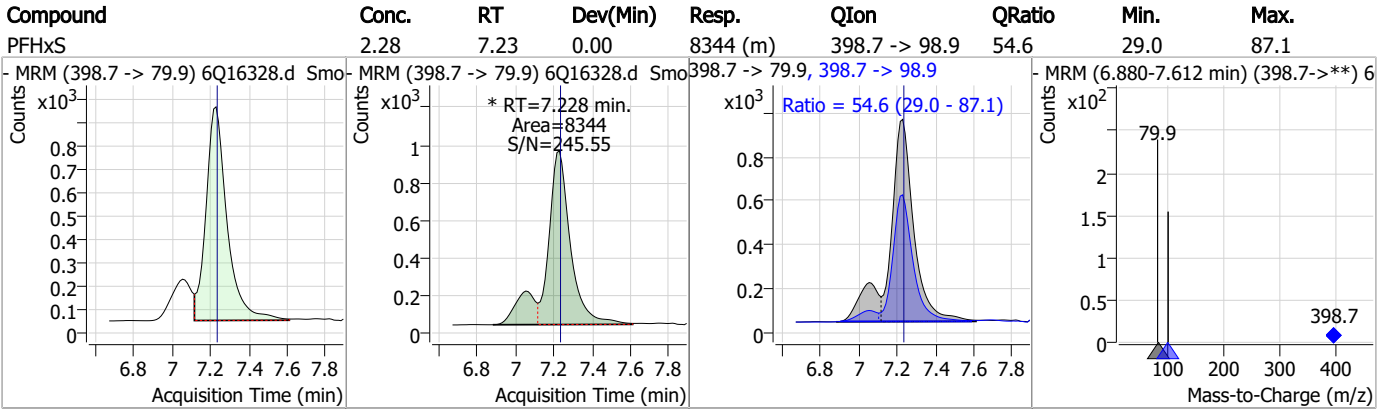 Compound Conc. RT Dev(Min) Resp. QIon QRatio Min. Max.
PFHxS 2.28 7.23 0.00 8344 (m) 398.7 -> 98.9 54.6 29.0 87.1
- MRM (398.7 -> 79.9) 6Q16328.d Smo
Counts
x10³
0.8
0.7
0.6
0.5
0.4
0.3
0.2
0.1
0
6.8 7 7.2 7.4 7.6 7.8
Acquisition Time (min)
- MRM (398.7 -> 79.9) 6Q16328.d Smo
Counts
x10³
* RT=7.228 min.
Area=8344
S/N=245.55
1
0.8
0.6
0.4
0.2
0
6.8 7 7.2 7.4 7.6 7.8
Acquisition Time (min)
398.7 -> 79.9, 398.7 -> 98.9
x10³
Ratio = 54.6 (29.0 - 87.1)
0.8
0.6
0.4
0.2
0
6.8 7 7.2 7.4 7.6 7.8
Acquisition Time (min)
- MRM (6.880-7.612 min) (398.7->**) 6
Counts
x10²
79.9
2
1.5
1
0.5
0
398.7
100 200 300 400
Mass-to-Charge (m/z)